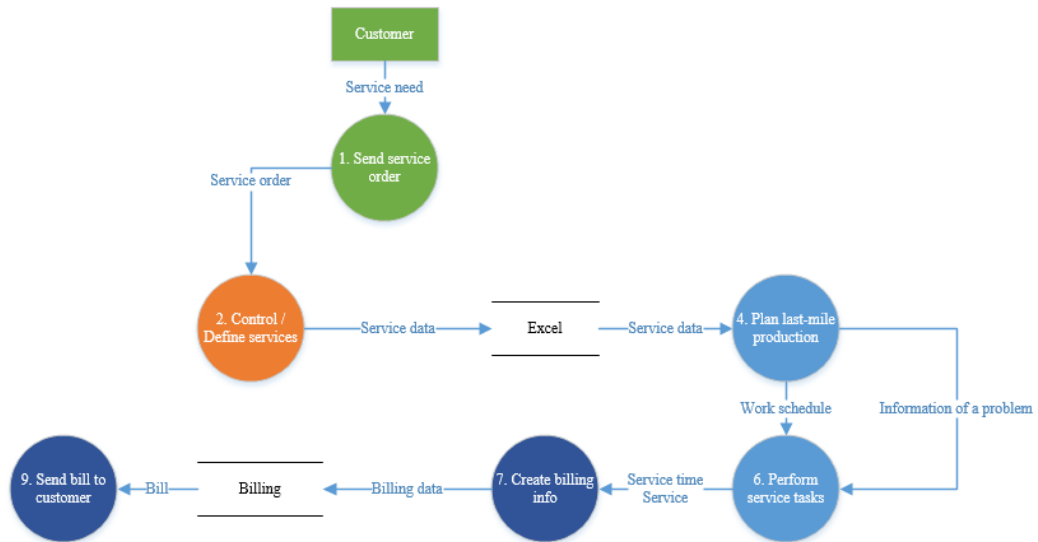 Customer
Service need
1. Send service
order
Service order
2. Control /
Define services
Service data
Excel
Service data
4. Plan last-mile
production
Work schedule
Information of a problem
9. Send bill to
customer
Bill
Billing
Billing data
7. Create billing
info
Service time
Service
6. Perform
service tasks